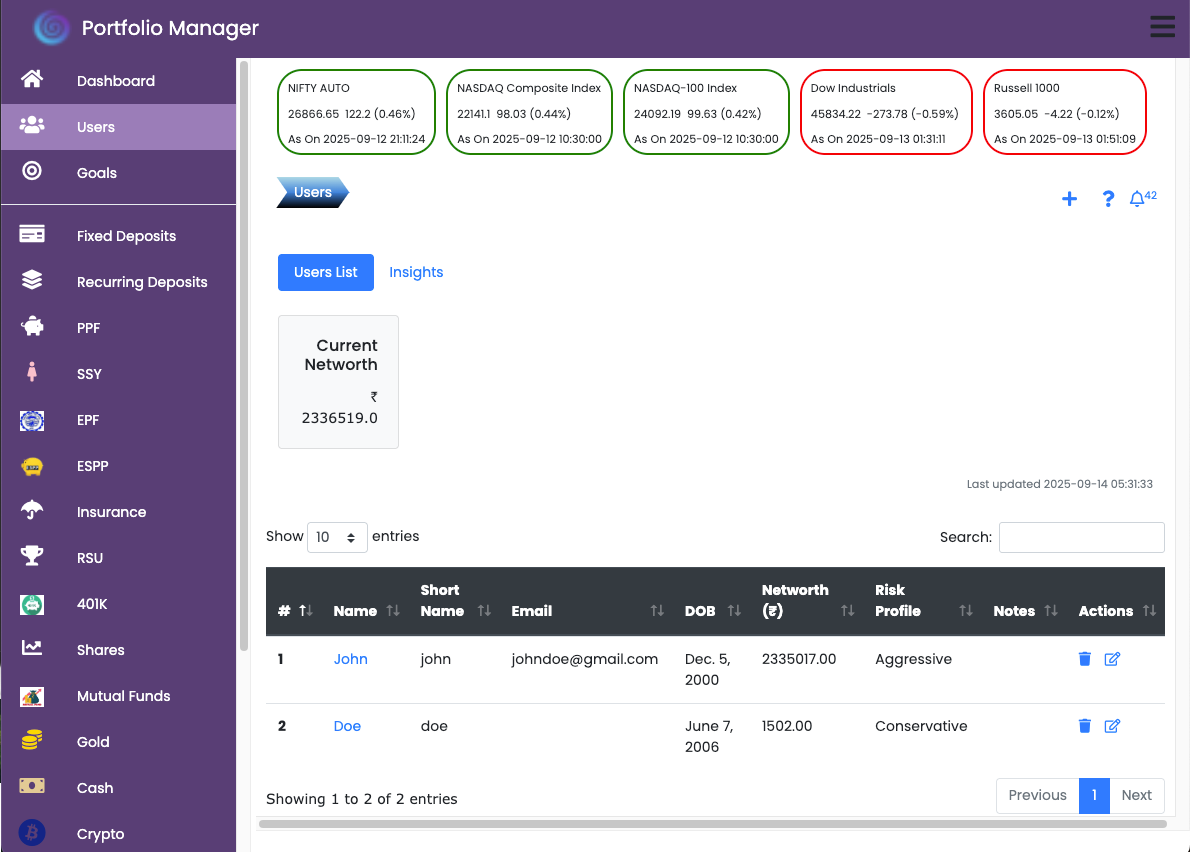 Portfolio Manager
Dashboard
Users
Goals
Fixed Deposits
Recurring Deposits
PPF
SSY
EPF
ESPP
Insurance
RSU
401K
Shares
Mutual Funds
Gold
Cash
Crypto
NIFTY AUTO
26866.65 122.2 (0.46%)
As On 2025-09-12 21:11:24
NASDAQ Composite Index
22141.1 98.03 (0.44%)
As On 2025-09-12 10:30:00
NASDAQ-100 Index
24092.19 99.63 (0.42%)
As On 2025-09-12 10:30:00
Dow Industrials
45834.22 -273.78 (-0.59%)
As On 2025-09-13 01:31:11
Russell 1000
3605.05 -4.22 (-0.12%)
As On 2025-09-13 01:51:09
Users
42
Users List Insights
Current
Networth
₹
2336519.0
Last updated 2025-09-14 05:31:33
Show 10 entries
Search:
# Name Short Name Email DOB Networth (₹) Risk Profile Notes Actions
1 John john johndoe@gmail.com Dec. 5, 2000 2335017.00 Aggressive
2 Doe doe June 7, 2006 1502.00 Conservative
Showing 1 to 2 of 2 entries
Previous 1 Next